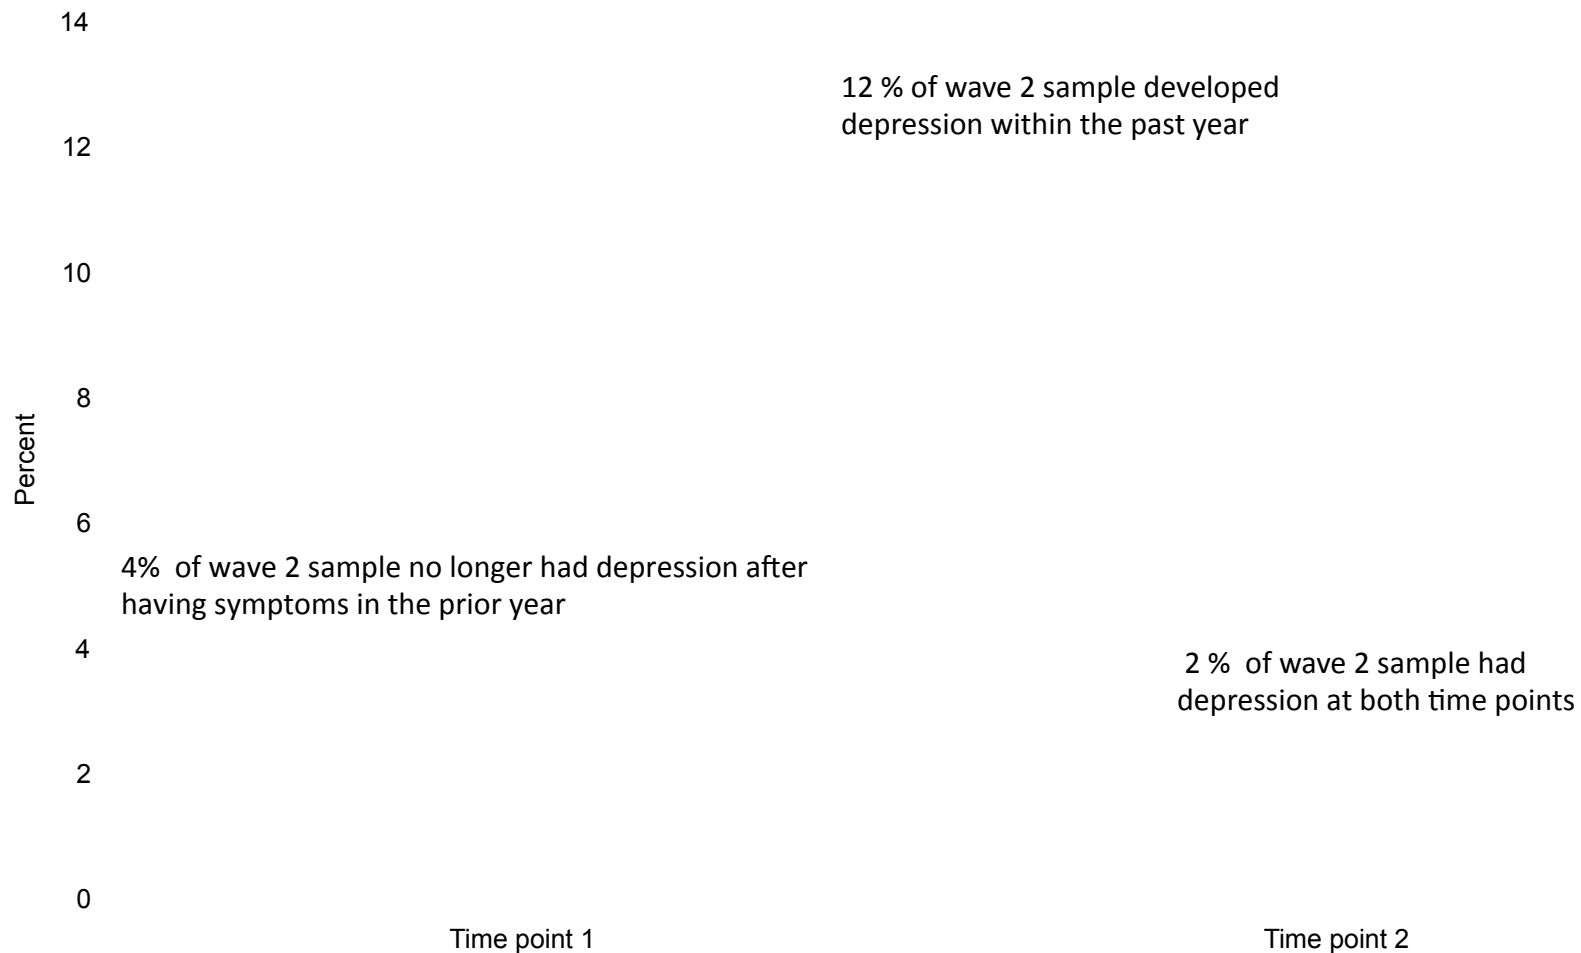 14
12 % of wave 2 sample developed
depression within the past year
12
10
8
Percent
6
4%  of wave 2 sample no longer had depression after
having symptoms in the prior year
4
2 %  of wave 2 sample had
depression at both time points
2
0
Time point 1
Time point 2